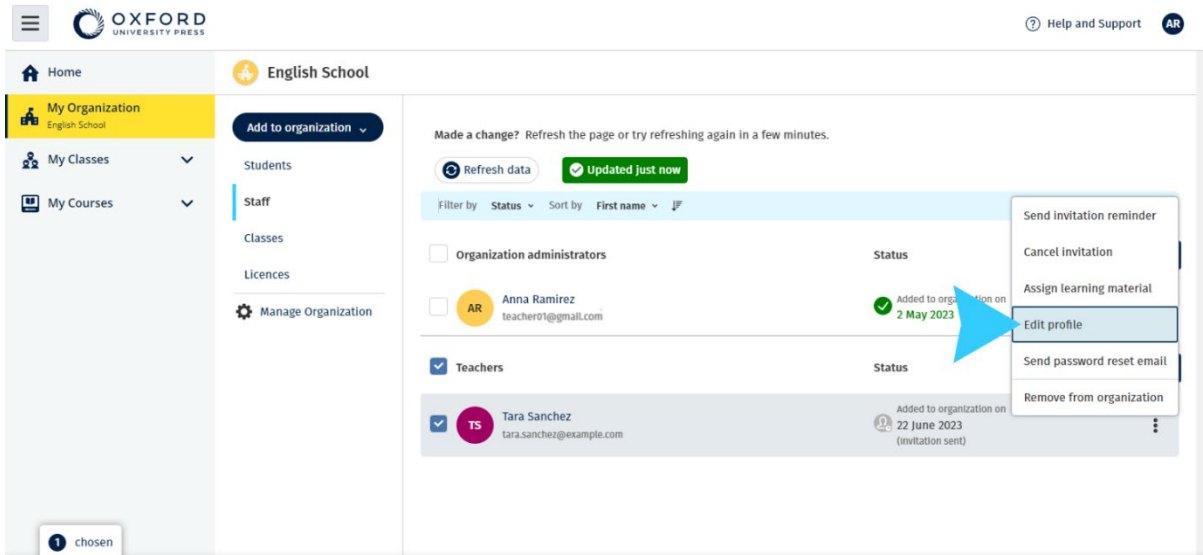 OXFORD
UNIVERSITY PRESS
Help and Support
AR
Home
My Organization
English School
My Classes
My Courses
English School
Add to organization
Students
Staff
Classes
Licences
Manage Organization
Made a change? Refresh the page or try refreshing again in a few minutes.
Refresh data
Updated just now
Filter by Status Sort by First name
Organization administrators
Status
AR
Anna Ramirez
teacher01@gmail.com
Added to organization on
2 May 2023
Teachers
Status
TS
Tara Sanchez
tara.sanchez@example.com
Added to organization on
22 June 2023
(invitation sent)
Send invitation reminder
Cancel invitation
Assign learning material
Edit profile
Send password reset email
Remove from organization
1 chosen